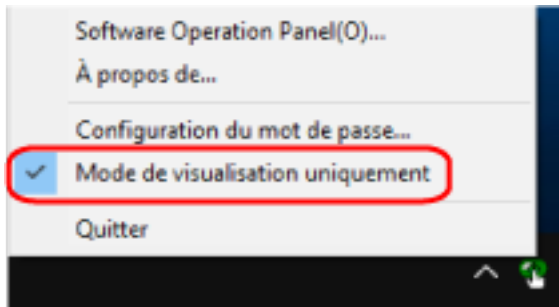 Software Operation Panel(O)...
À propos de...
Configuration du mot de passe...
Mode de visualisation uniquement
Quitter